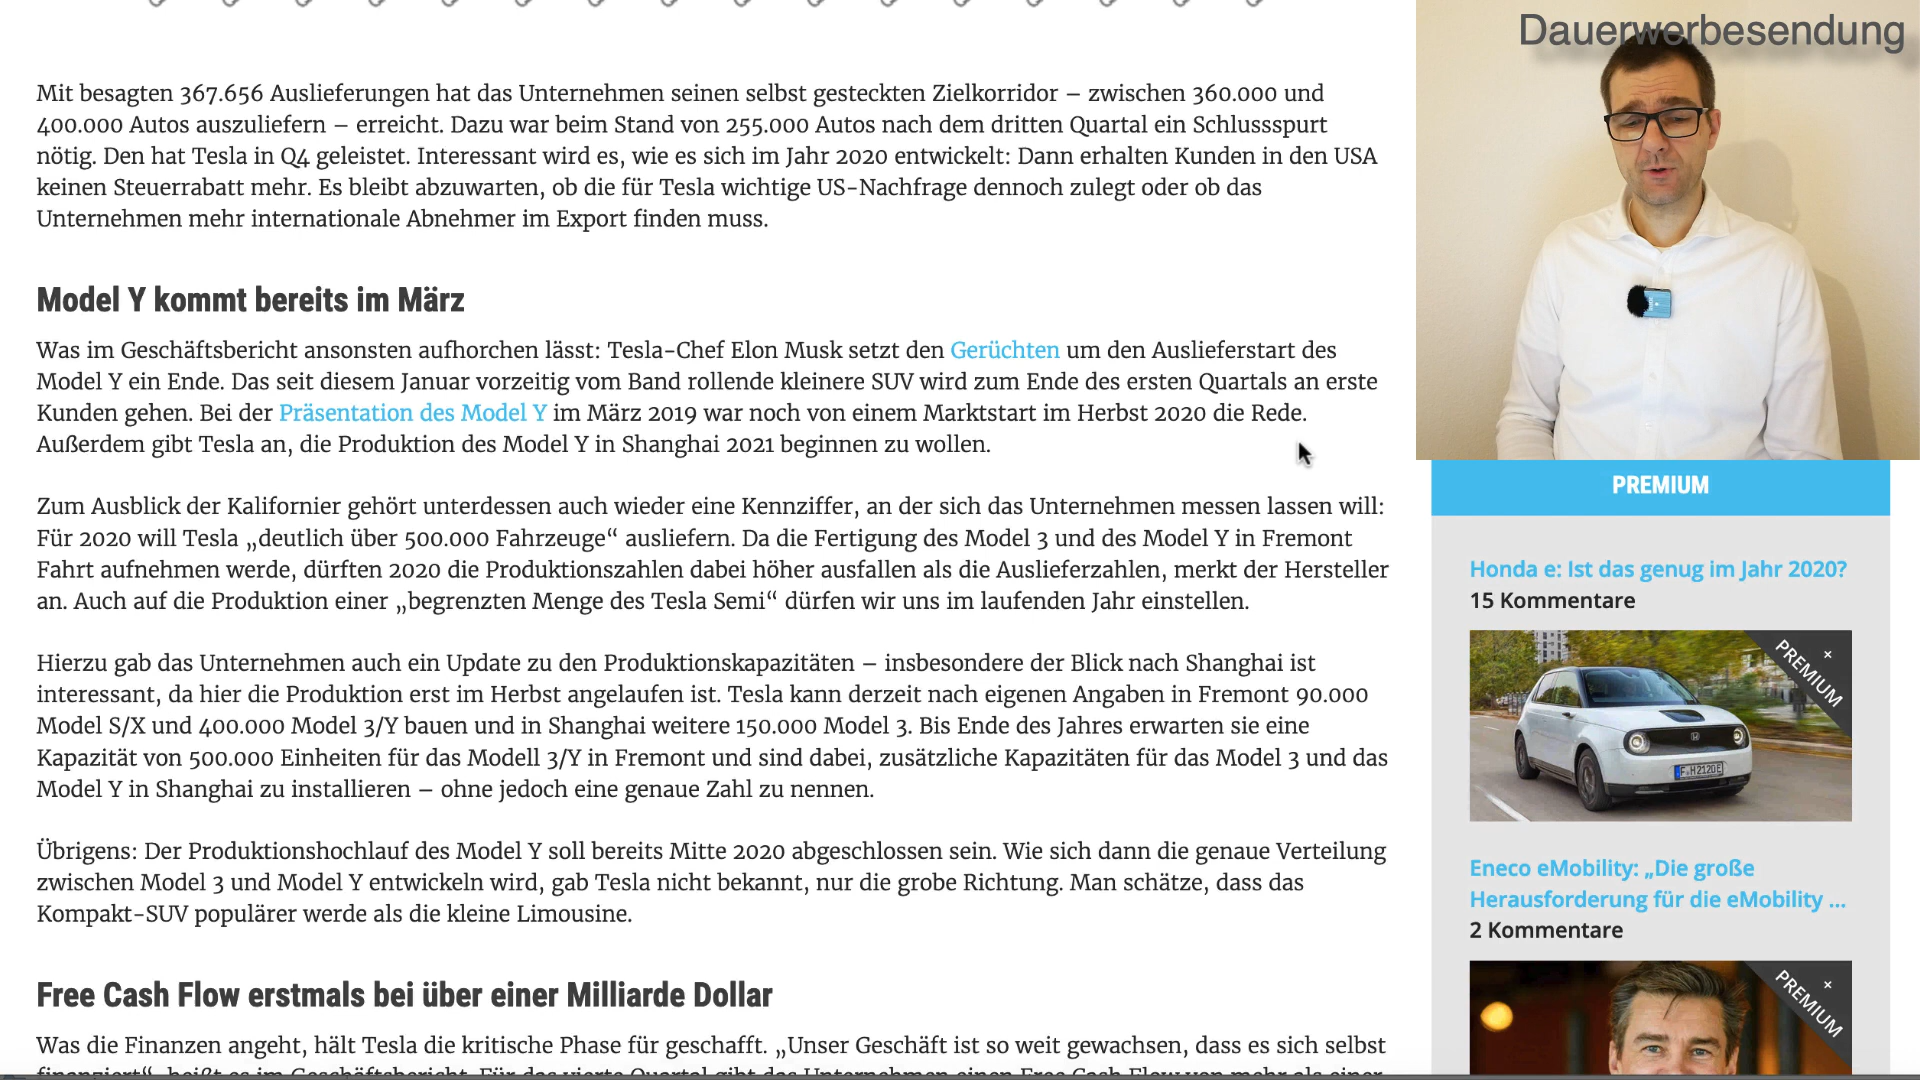 Dauerwerbesendung
Mit besagten 367.656 Auslieferungen hat das Unternehmen seinen selbst gesteckten Zielkorridor – zwischen 360.000 und
400.000 Autos auszuliefern – erreicht. Dazu war beim Stand von 255.000 Autos nach dem dritten Quartal ein Schlussspurt
nötig. Den hat Tesla in Q4 geleistet. Interessant wird es, wie es sich im Jahr 2020 entwickelt: Dann erhalten Kunden in den USA
keinen Steuerrabatt mehr. Es bleibt abzuwarten, ob die für Tesla wichtige US-Nachfrage dennoch zulegt oder ob das
Unternehmen mehr internationale Abnehmer im Export finden muss.
Model Y kommt bereits im März
Was im Geschäftsbericht ansonsten aufhorchen lässt: Tesla-Chef Elon Musk setzt den Gerüchten um den Auslieferstart des
Model Y ein Ende. Das seit diesem Januar vorzeitig vom Band rollende kleinere SUV wird zum Ende des ersten Quartals an erste
Kunden gehen. Bei der Präsentation des Model Y im März 2019 war noch von einem Marktstart im Herbst 2020 die Rede.
Außerdem gibt Tesla an, die Produktion des Model Y in Shanghai 2021 beginnen zu wollen.
Zum Ausblick der Kalifornier gehört unterdessen auch wieder eine Kennziffer, an der sich das Unternehmen messen lassen will:
Für 2020 will Tesla „deutlich über 500.000 Fahrzeuge“ ausliefern. Da die Fertigung des Model 3 und des Model Y in Fremont
Fahrt aufnehmen werde, dürften 2020 die Produktionszahlen dabei höher ausfallen als die Auslieferzahlen, merkt der Hersteller
an. Auch auf die Produktion einer „begrenzten Menge des Tesla Semi“ dürfen wir uns im laufenden Jahr einstellen.
Hierzu gab das Unternehmen auch ein Update zu den Produktionskapazitäten – insbesondere der Blick nach Shanghai ist
interessant, da hier die Produktion erst im Herbst angelaufen ist. Tesla kann derzeit nach eigenen Angaben in Fremont 90.000
Model S/X und 400.000 Model 3/Y bauen und in Shanghai weitere 150.000 Model 3. Bis Ende des Jahres erwarten sie eine
Kapazität von 500.000 Einheiten für das Modell 3/Y in Fremont und sind dabei, zusätzliche Kapazitäten für das Model 3 und das
Model Y in Shanghai zu installieren – ohne jedoch eine genaue Zahl zu nennen.
Übrigens: Der Produktionshochlauf des Model Y soll bereits Mitte 2020 abgeschlossen sein. Wie sich dann die genaue Verteilung
zwischen Model 3 und Model Y entwickeln wird, gab Tesla nicht bekannt, nur die grobe Richtung. Man schätze, dass das
Kompakt-SUV populärer werde als die kleine Limousine.
Free Cash Flow erstmals bei über einer Milliarde Dollar
Was die Finanzen angeht, hält Tesla die kritische Phase für geschafft. „Unser Geschäft ist so weit gewachsen, dass es sich selbst
finanziert“, heißt es im Geschäftsbericht. Für das vierte Quartal gibt das Unternehmen einen Free Cash Flow von mehr als einer
PREMIUM
Honda e: Ist das genug im Jahr 2020?
15 Kommentare
PREMIUM
F·H2120E
Eneco eMobility: „Die große
Herausforderung für die eMobility ...
2 Kommentare
PREMIUM